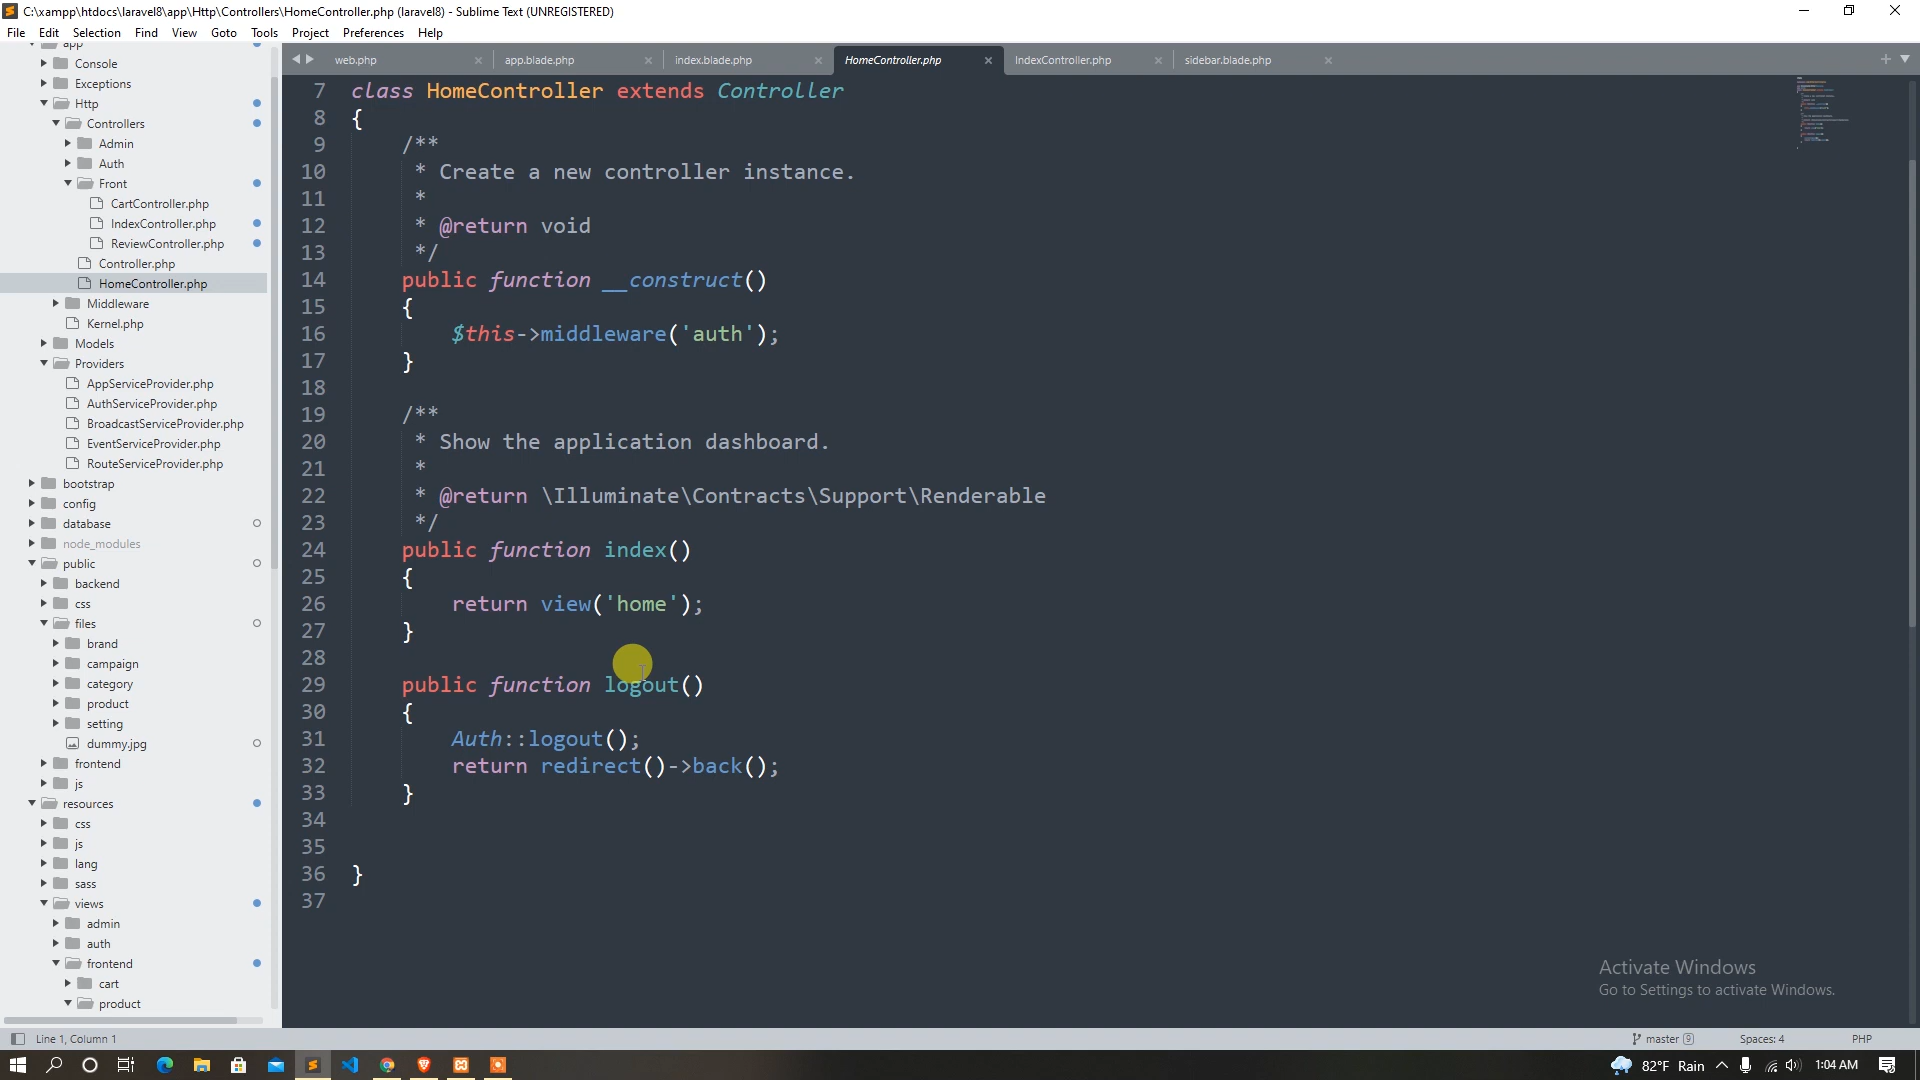 C:\xampp\htdocs\laravel8\app\Http\Controllers\HomeController.php (laravel8) - Sublime Text (UNREGISTERED)
File Edit Selection Find View Goto Tools Project Preferences Help
app
Console
Exceptions
Http
Controllers
Admin
Auth
Front
CartController.php
IndexController.php
ReviewController.php
Controller.php
HomeController.php
Middleware
Kernel.php
Models
Providers
AppServiceProvider.php
AuthServiceProvider.php
BroadcastServiceProvider.php
EventServiceProvider.php
RouteServiceProvider.php
bootstrap
config
database
node_modules
public
backend
css
files
brand
campaign
category
product
setting
dummy.jpg
frontend
js
resources
css
js
lang
sass
views
admin
auth
frontend
cart
product
web.php app.blade.php index.blade.php HomeController.php IndexController.php sidebar.blade.php
7 class HomeController extends Controller
8 {
9 /**
10 * Create a new controller instance.
11 *
12 * @return void
13 */
14 public function __construct()
15 {
16 $this->middleware('auth');
17 }
18
19 /**
20 * Show the application dashboard.
21 *
22 * @return \Illuminate\Contracts\Support\Renderable
23 */
24 public function index()
25 {
26 return view('home');
27 }
28
29 public function logout()
30 {
31 Auth::logout();
32 return redirect()->back();
33 }
34
35
36 }
37
Activate Windows
Go to Settings to activate Windows.
Line 1, Column 1 master 9 Spaces: 4 PHP
82°F Rain 1:04 AM